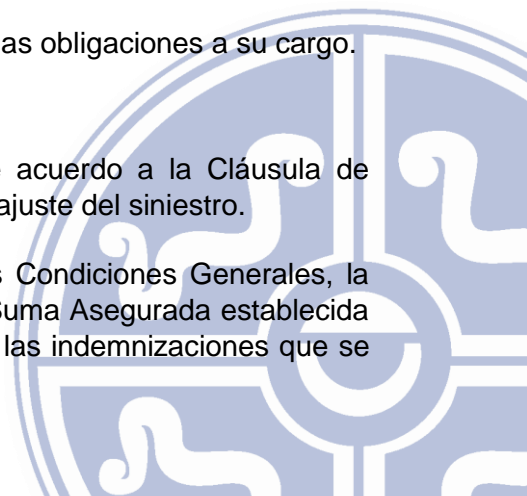 as obligaciones a su cargo.
acuerdo a la Cláusula de
ajuste del siniestro.
Condiciones Generales, la
Suma Asegurada establecida
las indemnizaciones que se